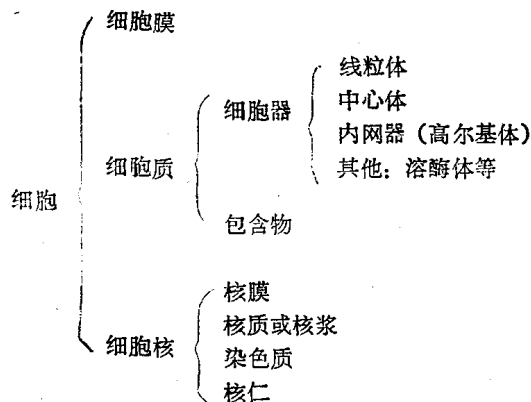 细胞膜
线粒体
细胞器
中心体
内网器（高尔基体）
细胞质
其他：溶酶体等
细胞
包含物
核膜
核质或核浆
细胞核
染色质
核仁